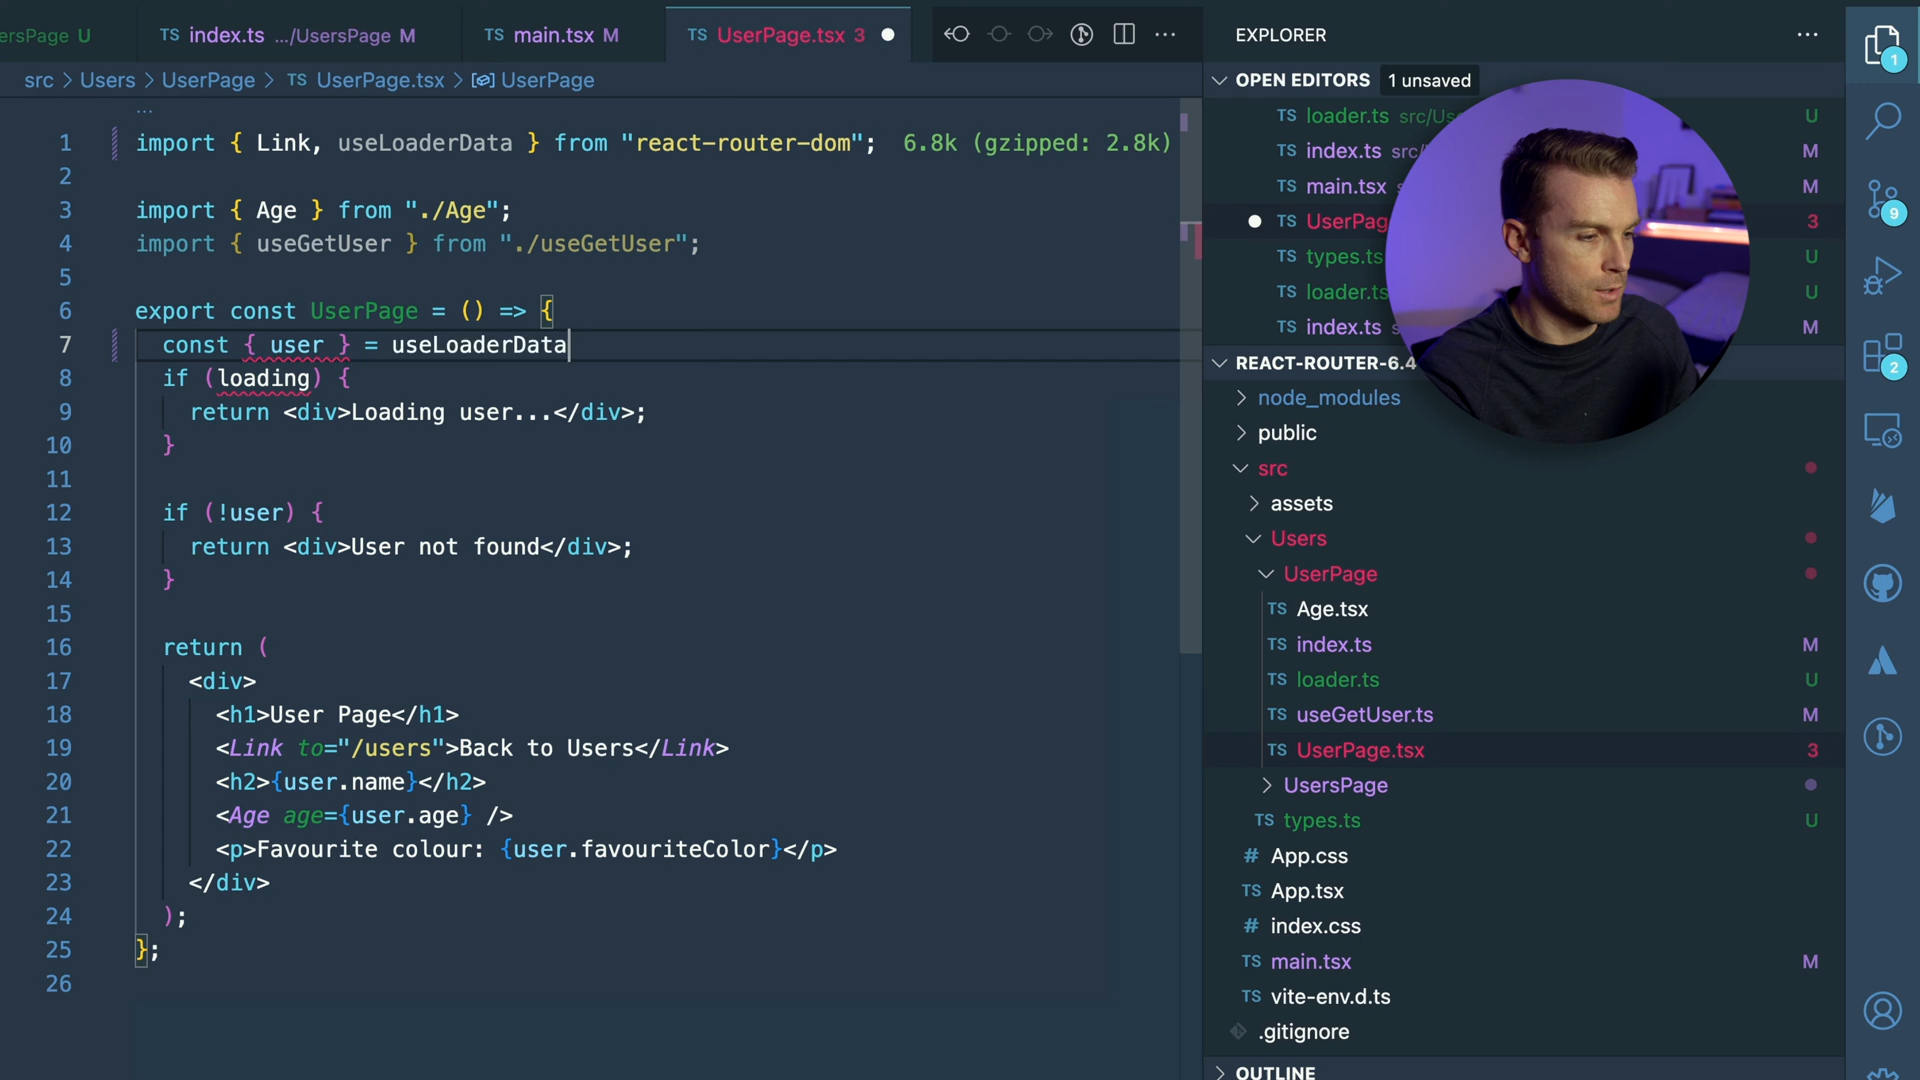 ersPage U
TS index.ts .../UsersPage M
TS main.tsx M
TS UserPage.tsx 3
src > Users > UserPage > TS UserPage.tsx > UserPage
...
1 import { Link, useLoaderData } from "react-router-dom"; 6.8k (gzipped: 2.8k)
2
3 import { Age } from "./Age";
4 import { useGetUser } from "./useGetUser";
5
6 export const UserPage = () => {
7 const { user } = useLoaderData
8 if (loading) {
9 return <div>Loading user...</div>;
10 }
11
12 if (!user) {
13 return <div>User not found</div>;
14 }
15
16 return (
17 <div>
18 <h1>User Page</h1>
19 <Link to="/users">Back to Users</Link>
20 <h2>{user.name}</h2>
21 <Age age={user.age} />
22 <p>Favourite colour: {user.favouriteColor}</p>
23 </div>
24 );
25 };
26
EXPLORER
OPEN EDITORS 1 unsaved
TS loader.ts src/Use U
TS index.ts src/ M
TS main.tsx M
TS UserPag 3
TS types.ts U
TS loader.ts U
TS index.ts M
REACT-ROUTER-6.4
node_modules
public
src
assets
Users
UserPage
TS Age.tsx
TS index.ts M
TS loader.ts U
TS useGetUser.ts M
TS UserPage.tsx 3
UsersPage
TS types.ts U
# App.css
TS App.tsx
# index.css
TS main.tsx M
TS vite-env.d.ts
.gitignore
OUTLINE
1
9
2